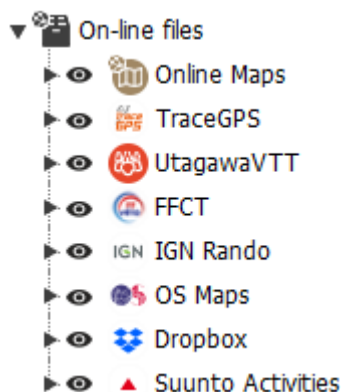 On-line files
Online Maps
TraceGPS
UtagawaVTT
FFCT
IGN IGN Rando
OS Maps
Dropbox
Suunto Activities